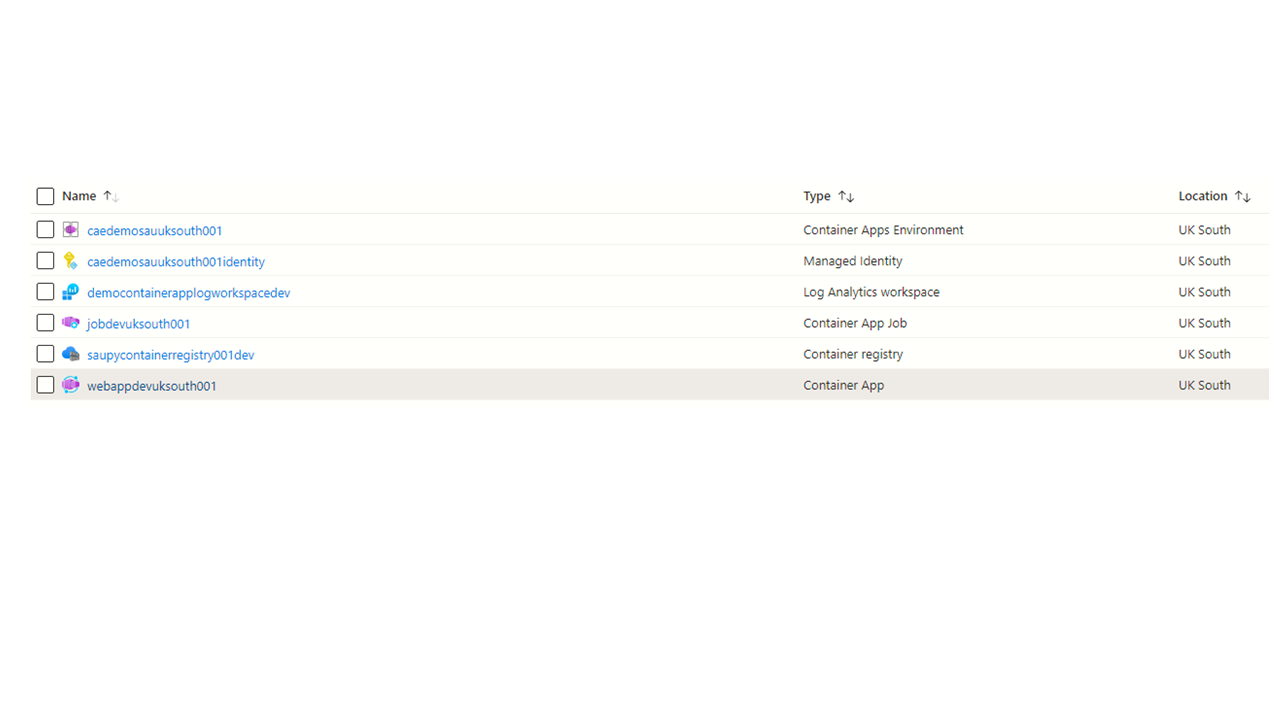 Name Type Location
caedemosauuksouth001 Container Apps Environment UK South
caedemosauuksouth001identity Managed Identity UK South
democontainerapplogworkspacedev Log Analytics workspace UK South
jobdevuksouth001 Container App Job UK South
saupycontainerregistry001dev Container registry UK South
webappdevuksouth001 Container App UK South